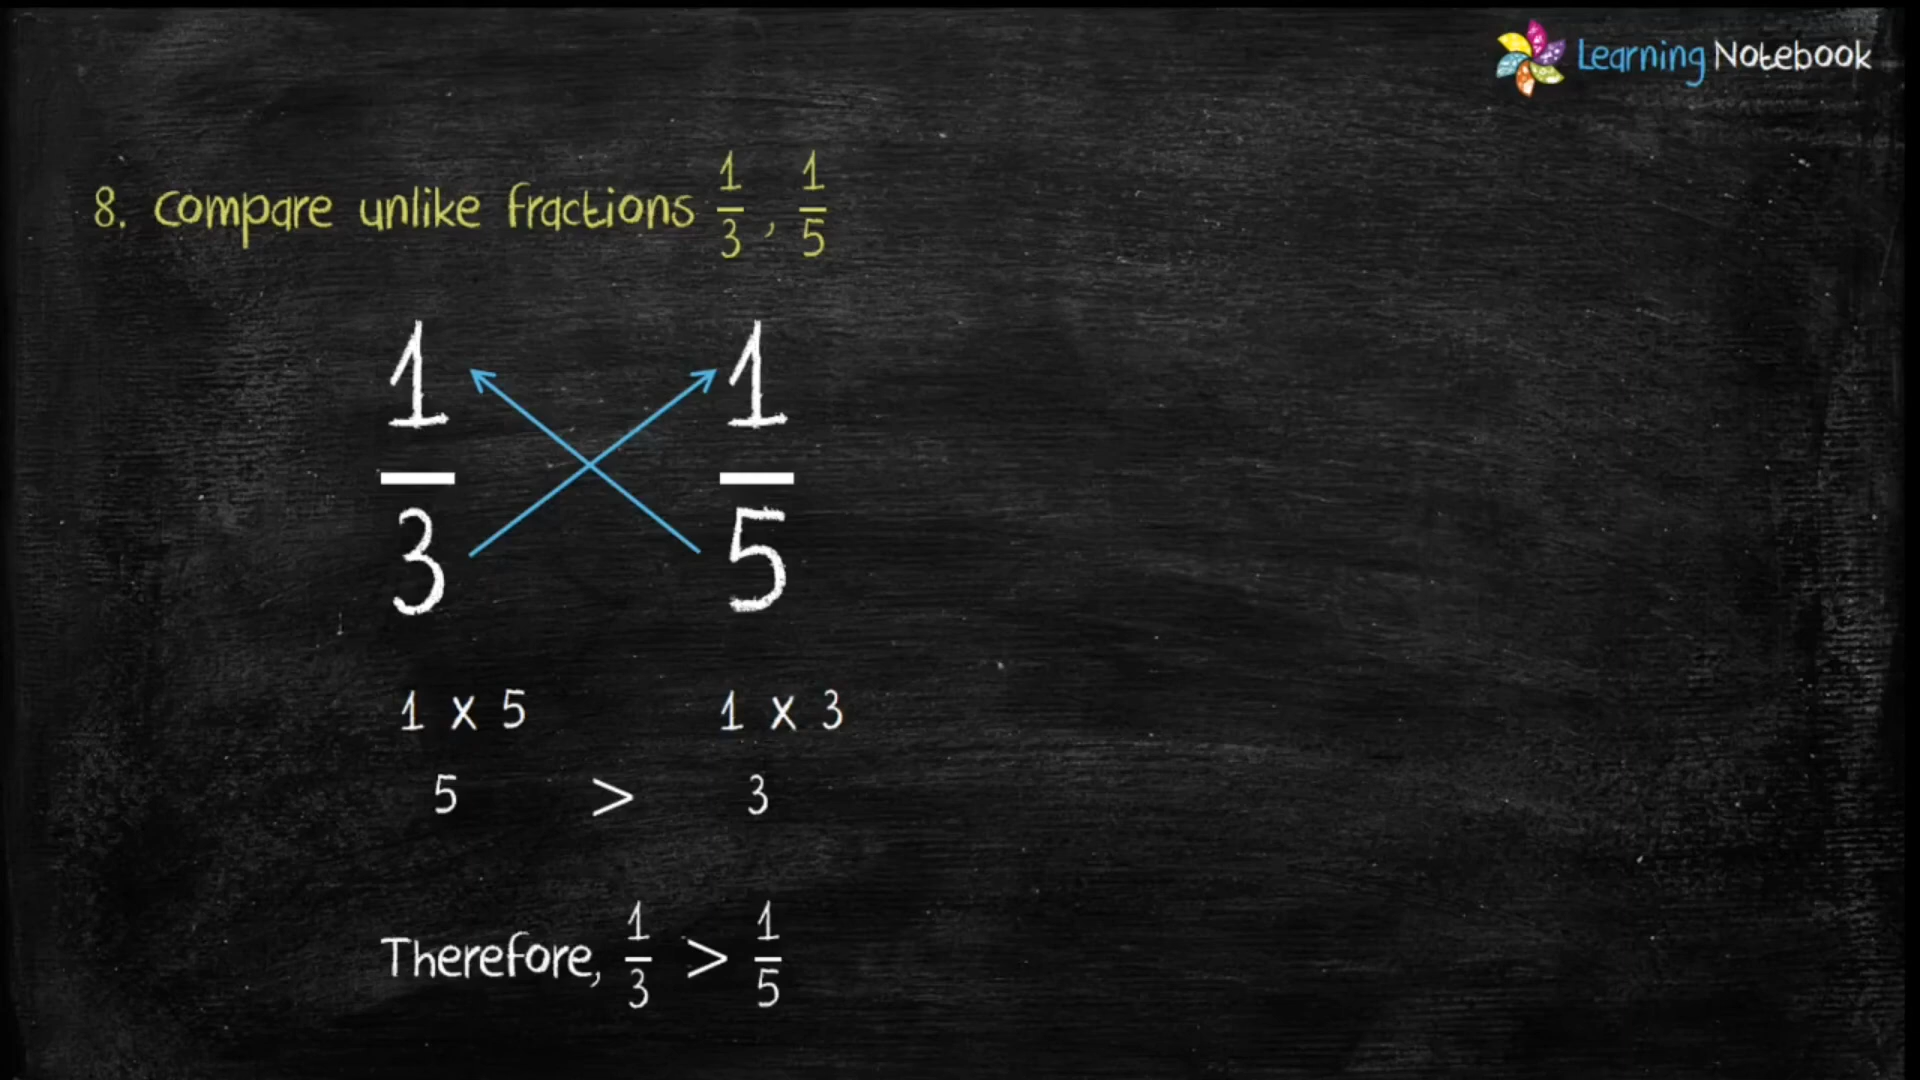 Learning Notebook
8. Compare unlike fractions 1/3, 1/5
1/3 1/5
1 x 5 1 x 3
5 > 3
Therefore, 1/3 > 1/5